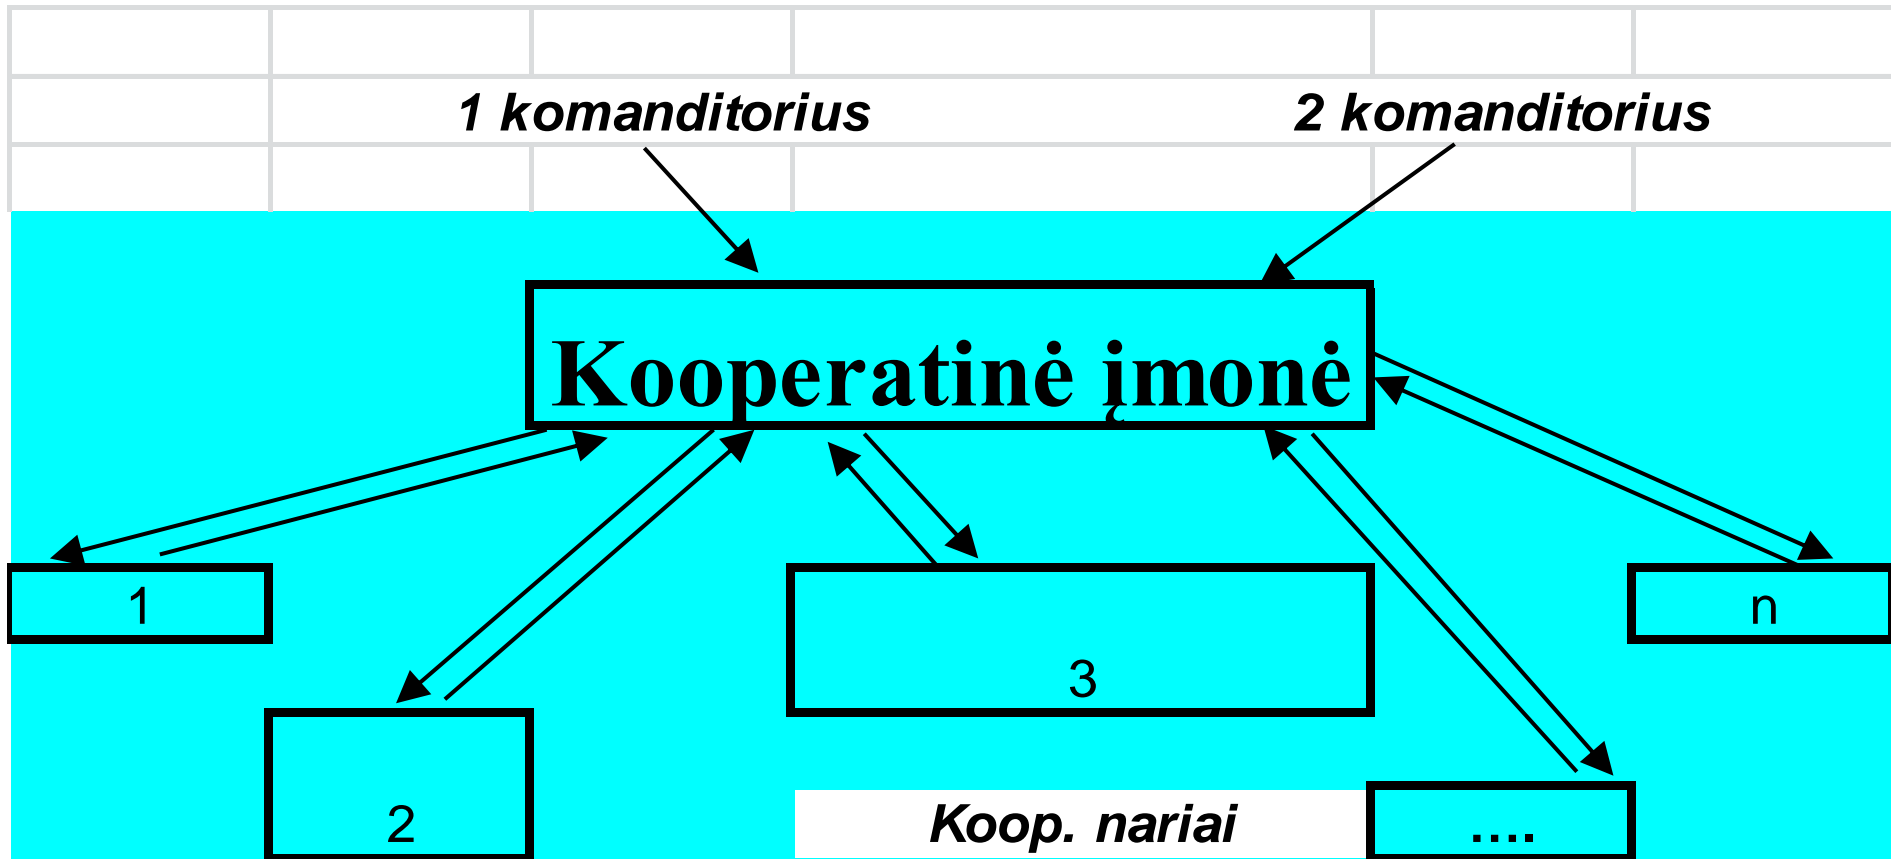 1 komanditorius
2 komanditorius
Kooperatinė įmonė
1
n
3
2
Koop. nariai
....